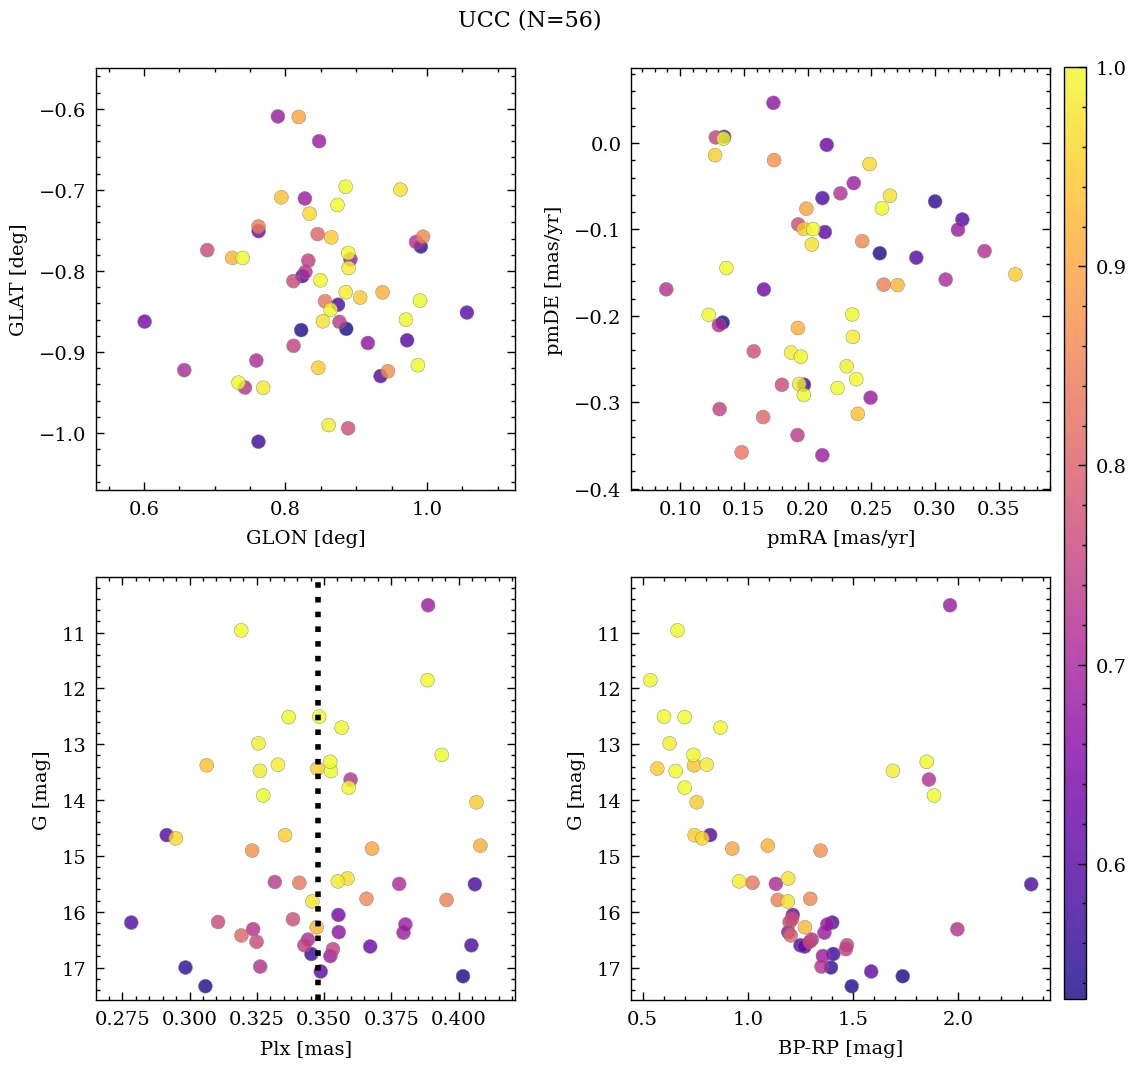 UCC (N=56)
−0.6
−0.7
−0.8
−0.9
−1.0
GLAT [deg]
0.6 0.8 1.0
GLON [deg]
0.0
−0.1
−0.2
−0.3
−0.4
pmDE [mas/yr]
0.10 0.15 0.20 0.25 0.30 0.35
pmRA [mas/yr]
11
12
13
14
15
16
17
G [mag]
0.275 0.300 0.325 0.350 0.375 0.400
Plx [mas]
11
12
13
14
15
16
17
G [mag]
0.5 1.0 1.5 2.0
BP-RP [mag]
1.0
0.9
0.8
0.7
0.6